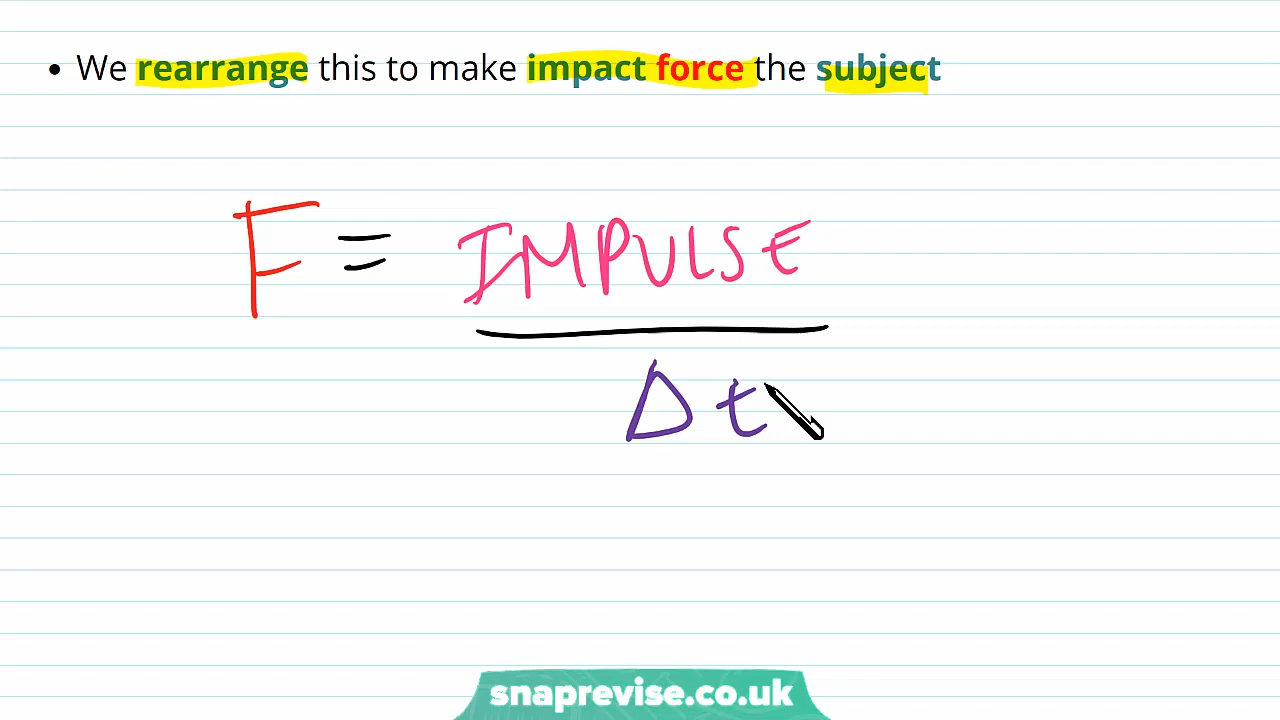 • We rearrange this to make impact force the subject
F = IMPULSE
Δt
snaprevise.co.uk